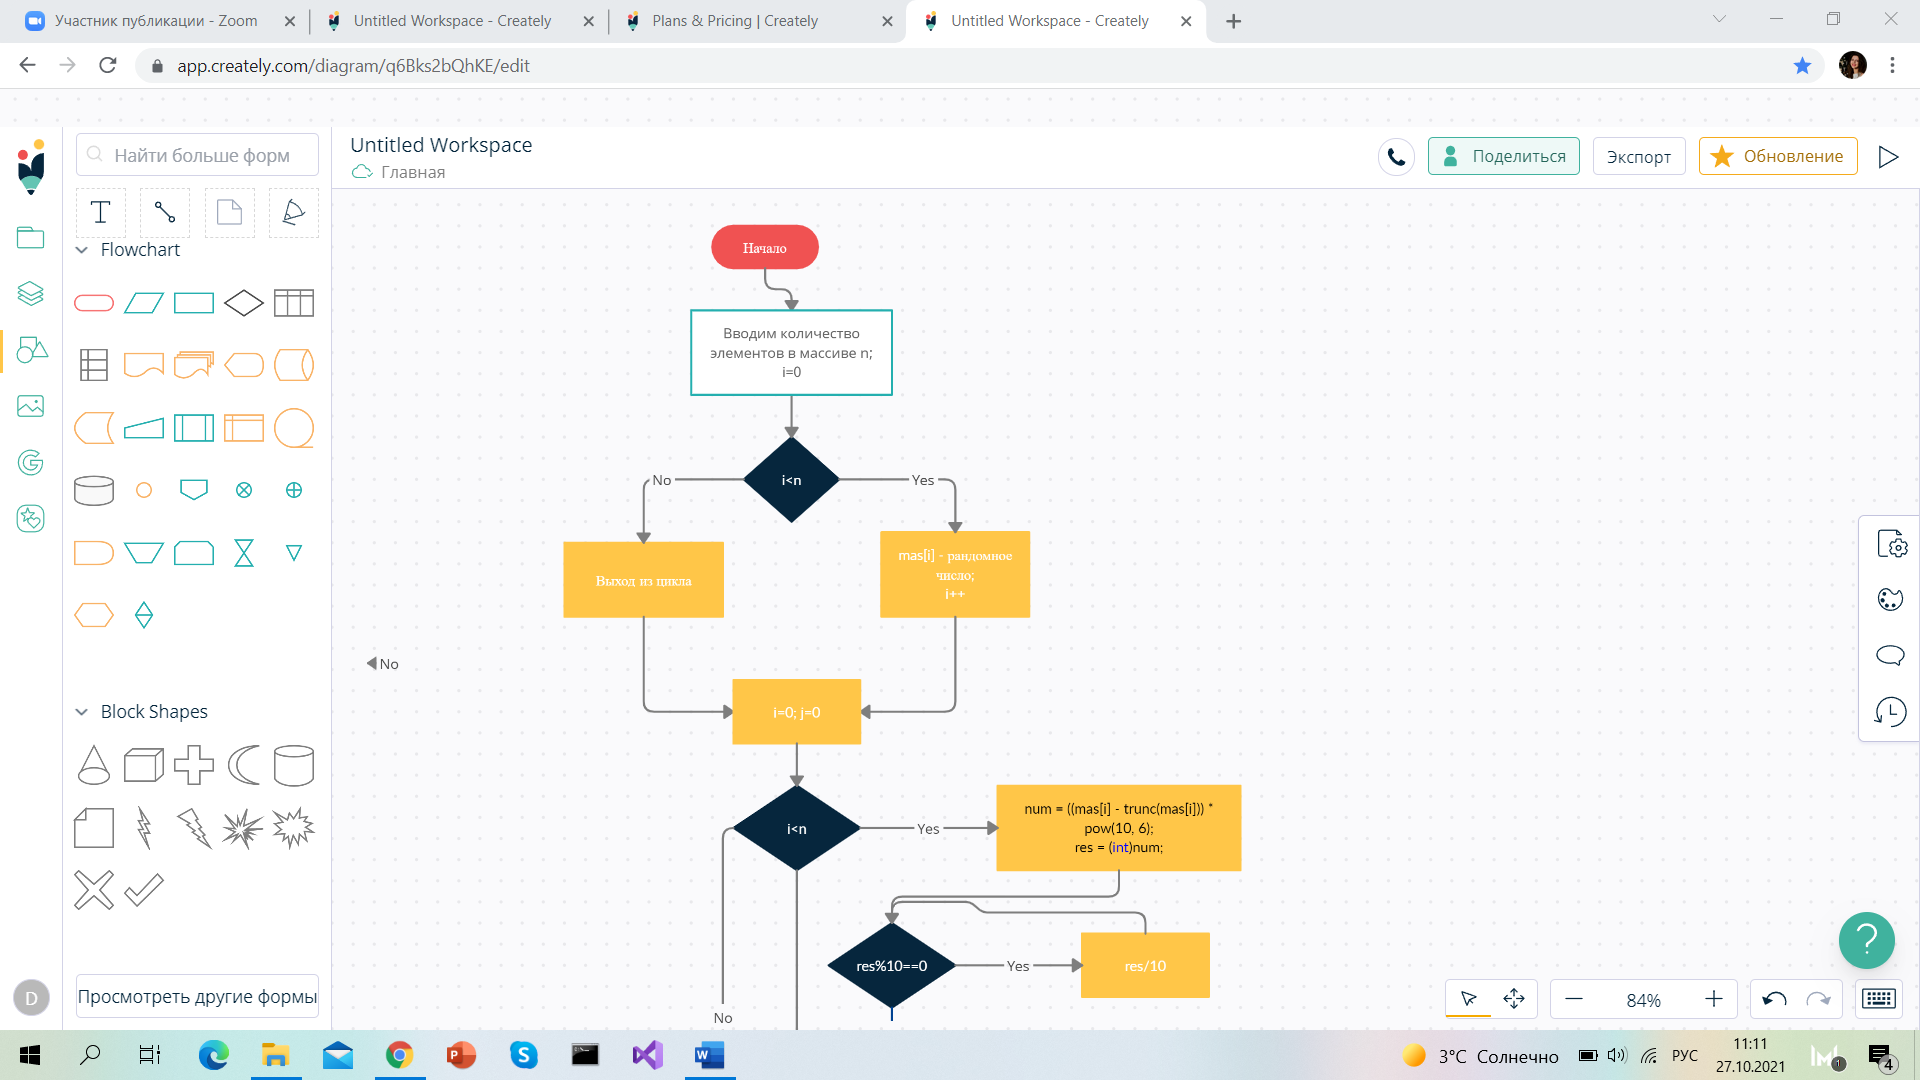 Участник публикации - Zoom
Untitled Workspace - Creately
Plans & Pricing | Creately
Untitled Workspace - Creately
app.creately.com/diagram/q6Bks2bQhKE/edit
Найти больше форм
Untitled Workspace
Главная
Поделиться
Экспорт
Обновление
T
Flowchart
Начало
Вводим количество
элементов в массиве n;
i=0
i<n
No
Yes
Выход из цикла
mas[i] - рандомное
число;
i++
No
i=0; j=0
Block Shapes
i<n
Yes
num = ((mas[i] - trunc(mas[i])) *
pow(10, 6);
res = (int)num;
res%10==0
Yes
res/10
No
Просмотреть другие формы
D
?
84%
3°C Солнечно
РУС
11:11
27.10.2021
1
4